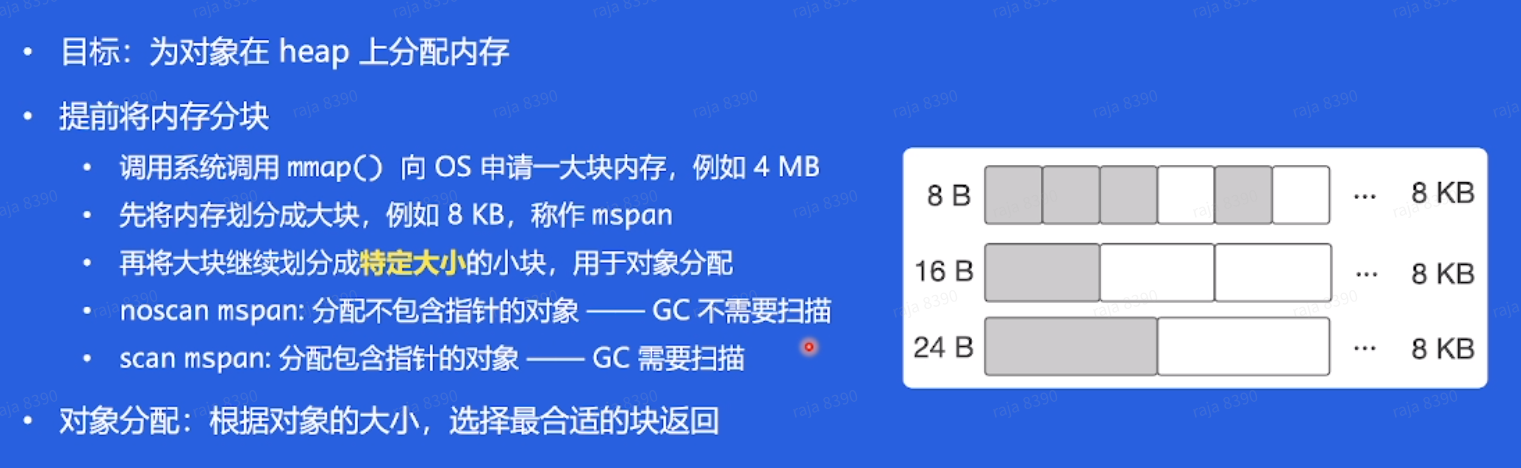 目标：为对象在 heap 上分配内存
提前将内存分块
调用系统调用 mmap() 向 OS 申请一大块内存，例如 4 MB
先将内存划分成大块，例如 8 KB，称作 mspan
再将大块继续划分成特定大小的小块，用于对象分配
noscan mspan: 分配不包含指针的对象 —— GC 不需要扫描
scan mspan: 分配包含指针的对象 —— GC 需要扫描
对象分配：根据对象的大小，选择最合适的块返回
8 B ... 8 KB
16 B ... 8 KB
24 B ... 8 KB
raja 8390